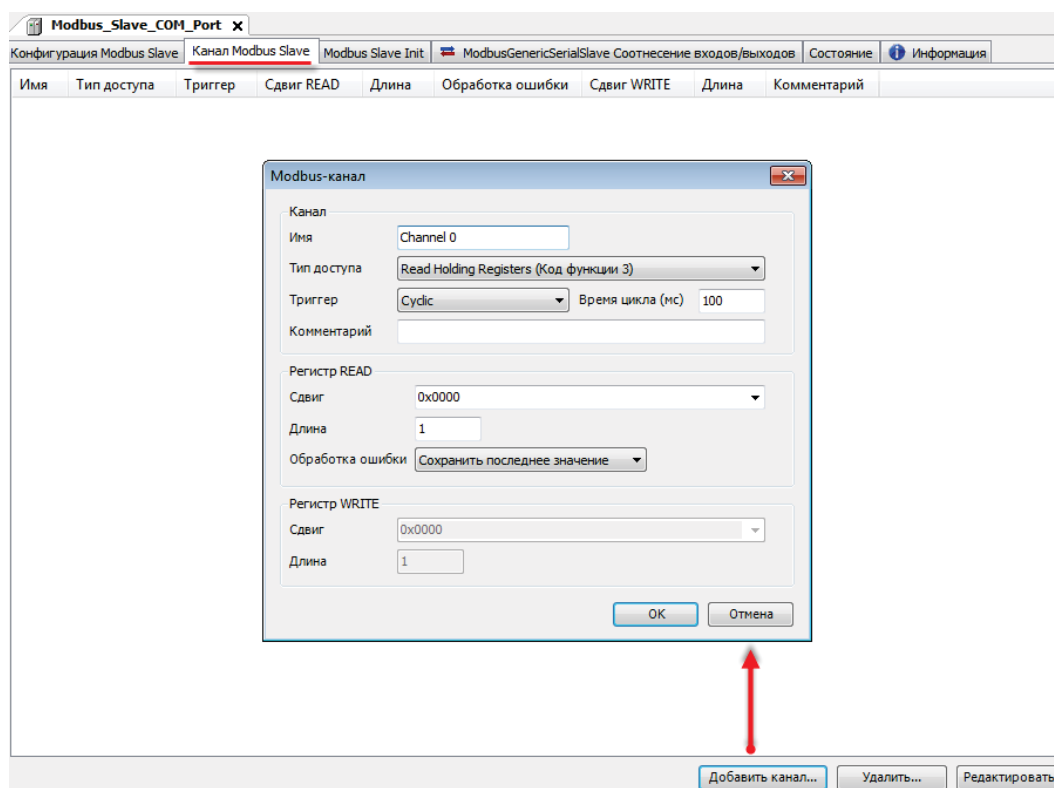 Modbus_Slave_COM_Port X
Конфигурация Modbus Slave Канал Modbus Slave Modbus Slave Init ModbusGenericSerialSlave Соотнесение входов/выходов Состояние Информация
Имя Тип доступа Триггер Сдвиг READ Длина Обработка ошибки Сдвиг WRITE Длина Комментарий
Modbus-канал
Канал
Имя Channel 0
Тип доступа Read Holding Registers (Код функции 3)
Триггер Cyclic Время цикла (мс) 100
Комментарий
Регистр READ
Сдвиг 0x0000
Длина 1
Обработка ошибки Сохранить последнее значение
Регистр WRITE
Сдвиг 0x0000
Длина 1
OK Отмена
Добавить канал... Удалить... Редактировать